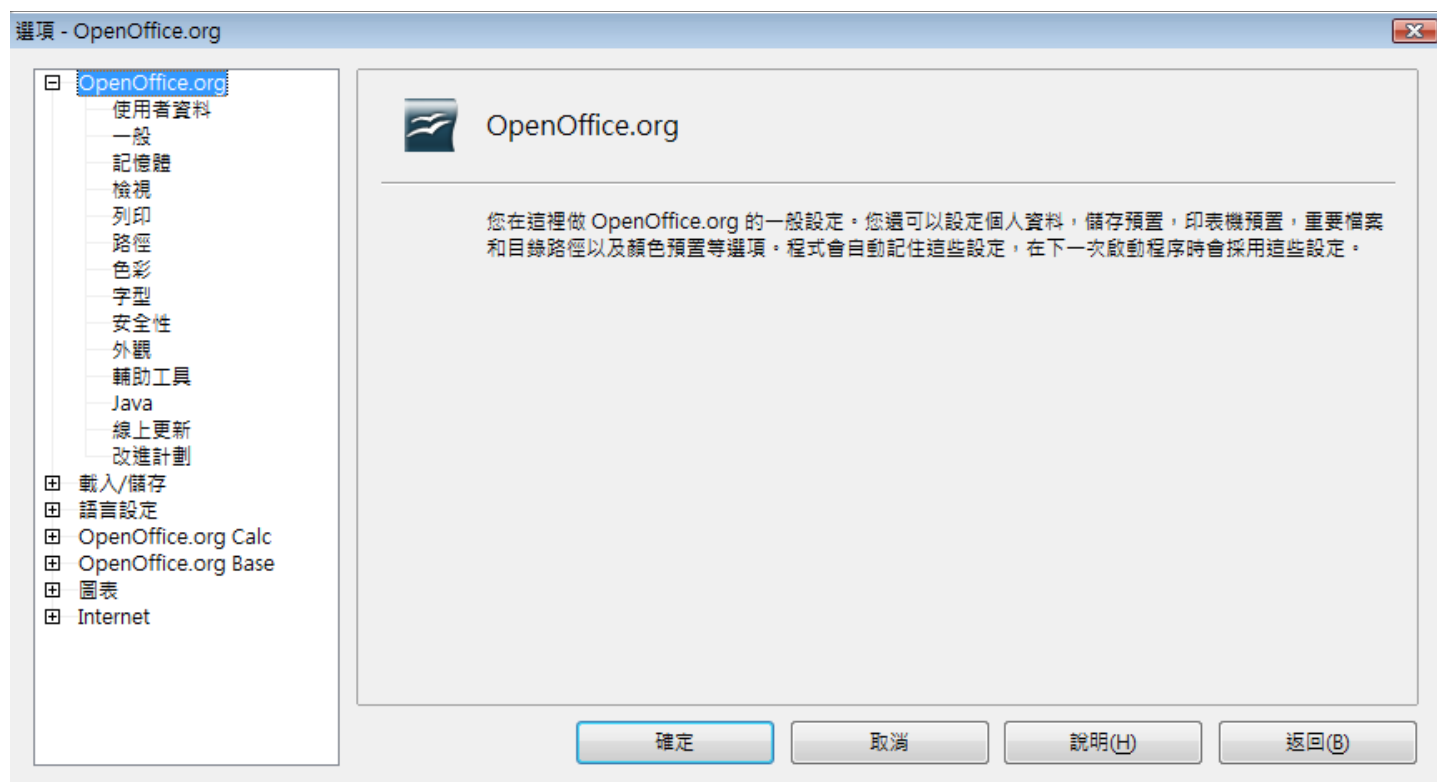 選項 - OpenOffice.org
OpenOffice.org
使用者資料
一般
記憶體
檢視
列印
路徑
色彩
字型
安全性
外觀
輔助工具
Java
線上更新
改進計劃
載入/儲存
語言設定
OpenOffice.org Calc
OpenOffice.org Base
圖表
Internet
OpenOffice.org
您在這裡做 OpenOffice.org 的一般設定。您還可以設定個人資料，儲存預置，印表機預置，重要檔案
和目錄路徑以及顏色預置等選項。程式會自動記住這些設定，在下一次啟動程序時會採用這些設定。
確定
取消
說明(H)
返回(B)